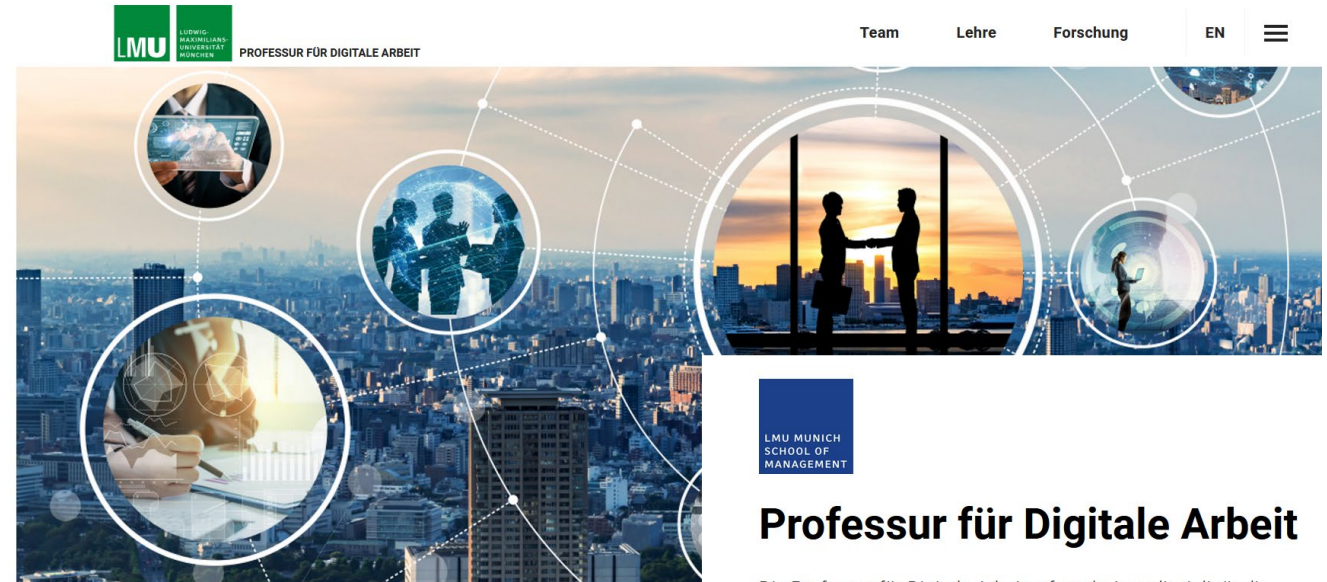 LMU
LUDWIG-
MAXIMILIANS-
UNIVERSITÄT
MÜNCHEN
PROFESSUR FÜR DIGITALE ARBEIT
Team Lehre Forschung EN
LMU MUNICH
SCHOOL OF
MANAGEMENT
Professur für Digitale Arbeit